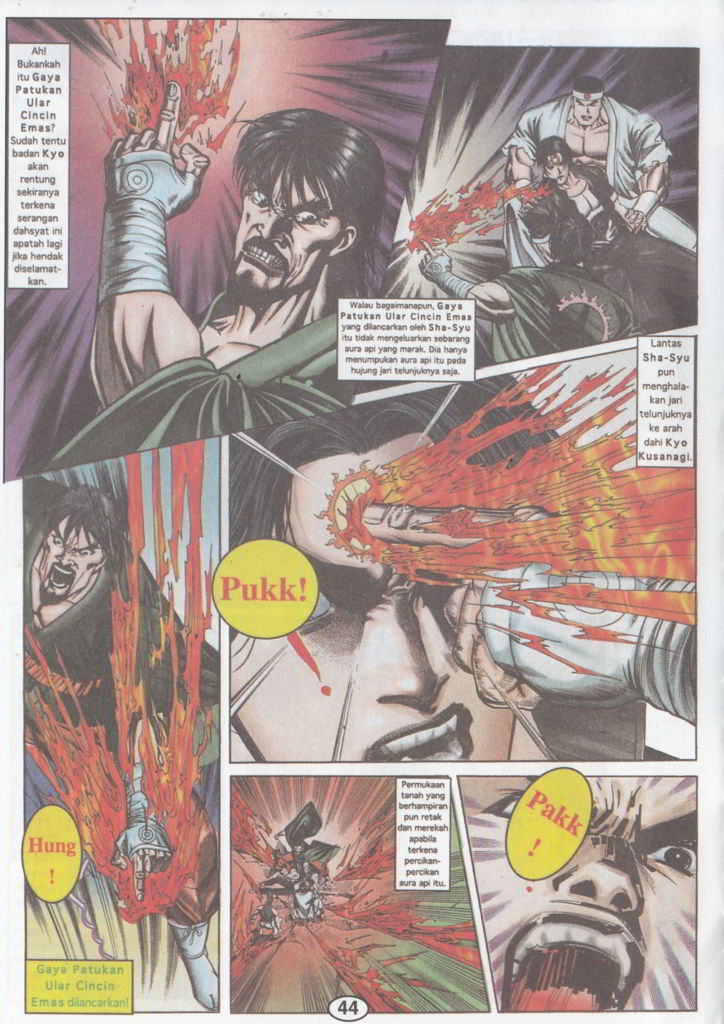 Ah!
Bukankah
itu Gaya
Patukan
Ular
Cincin
Emas?
Sudah tentu
badan Kyo
akan
rentung
sekiranya
terkena
serangan
dahsyat ini
apatah lagi
jika hendak
diselamat-
kan.
Walau bagaimanapun, Gaya
Patukan Ular Cincin Emas
yang dilancarkan oleh Sha-Syu
itu tidak mengeluarkan sebarang
aura api yang marak. Dia hanya
menumpukan aura api itu pada
hujung jari telunjuknya saja.
Lantas
Sha-Syu
pun
menghala-
kan jari
telunjuknya
ke arah
dahi Kyo
Kusanagi.
Pukk!
Hung
!
Gaya Patukan
Ular Cincin
Emas dilancarkan!
Permukaan
tanah yang
berhampiran
pun retak
dan merekah
apabila
terkena
percikan-
percikan
aura api itu.
Pakk
!
44